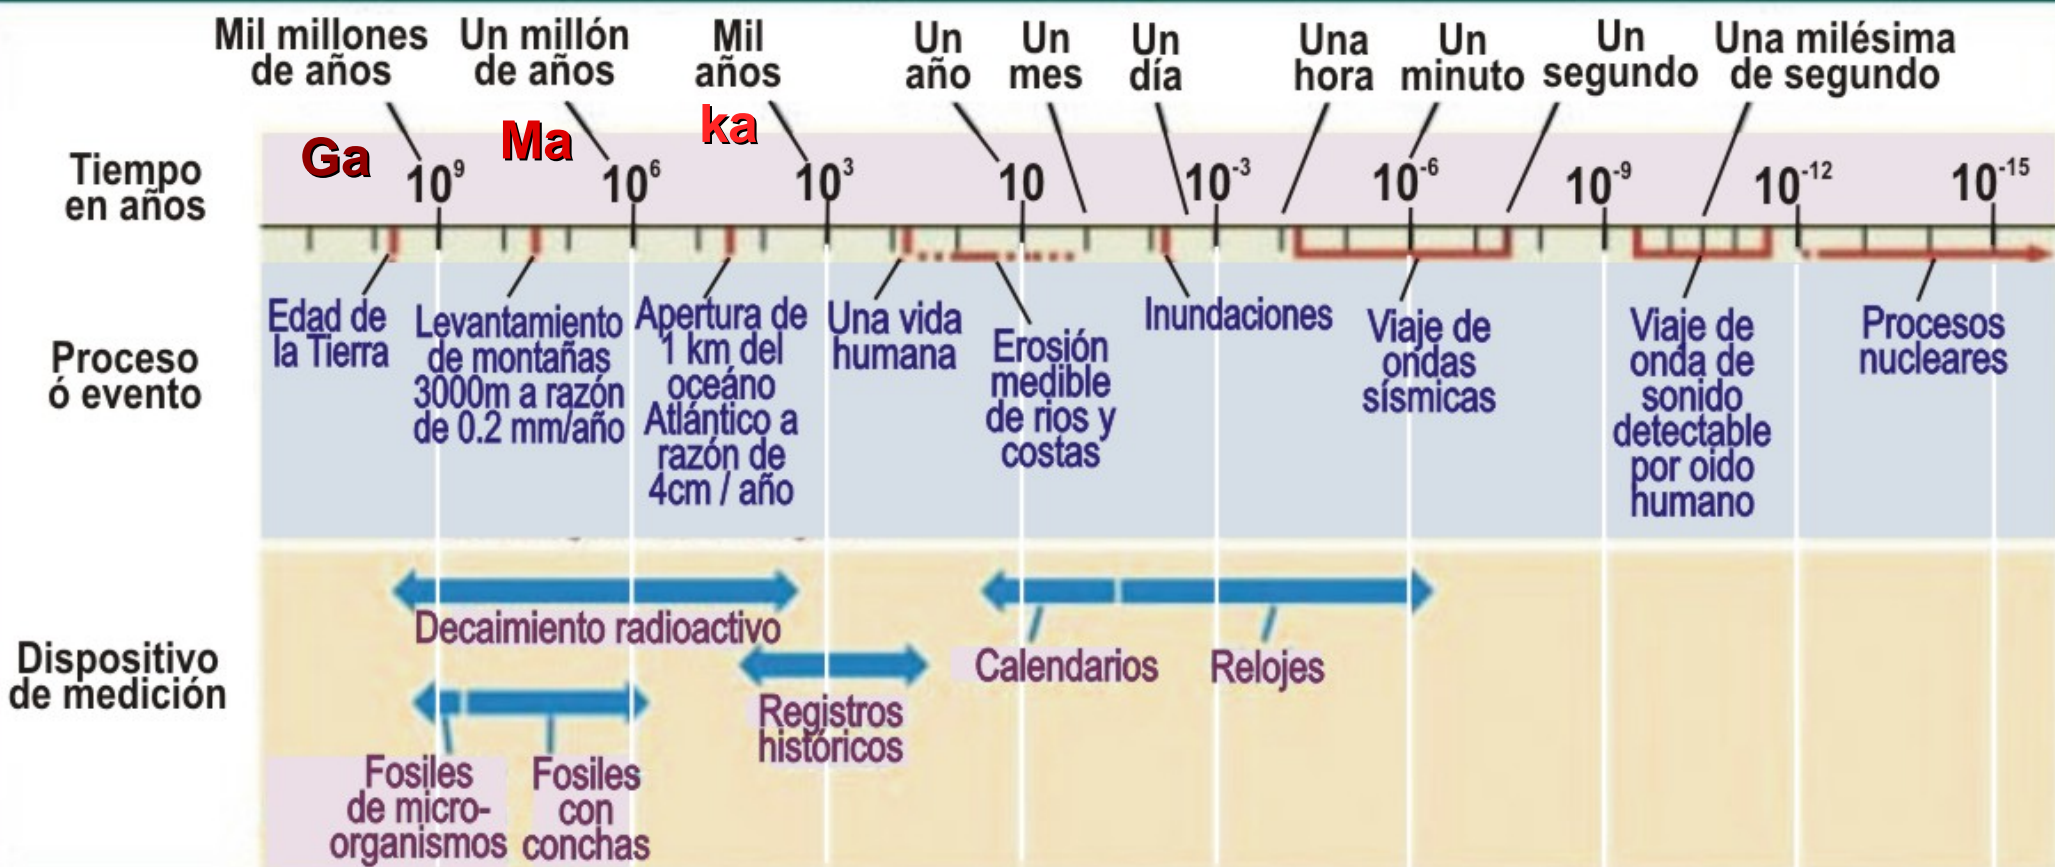 Mil millones
de años
Un millón
de años
Mil
años
Un
año
Un
mes
Un
día
Una
hora
Un
minuto
Un
segundo
Una milésima
de segundo
Ga
Ma
ka
Tiempo
en años
10⁹
10⁶
10³
10
10⁻³
10⁻⁶
10⁻⁹
10⁻¹²
10⁻¹⁵
Proceso
ó evento
Edad de
la Tierra
Levantamiento
de montañas
3000m a razón
de 0.2 mm/año
Apertura de
1 km del
oceáno
Atlántico a
razón de
4cm / año
Una vida
humana
Erosión
medible
de rios y
costas
Inundaciones
Viaje de
ondas
sísmicas
Viaje de
onda de
sonido
detectable
por oido
humano
Procesos
nucleares
Dispositivo
de medición
Decaimiento radioactivo
Registros
históricos
Calendarios
Relojes
Fosiles
de micro-
organismos
Fosiles
con
conchas